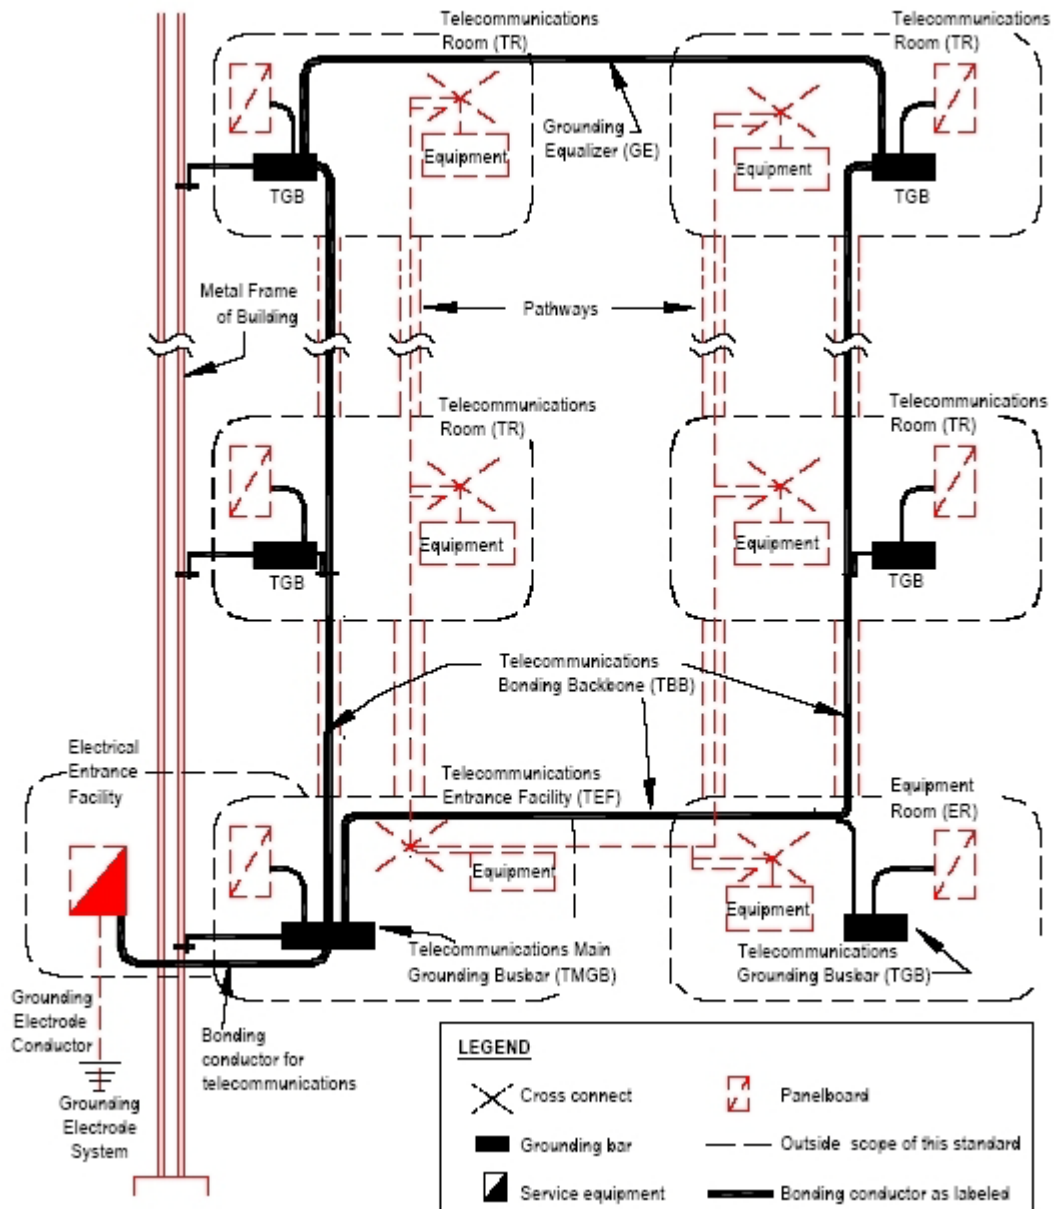 Telecommunications
Room (TR)
Telecommunications
Room (TR)
Grounding
Equalizer (GE)
Equipment
Equipment
TGB
TGB
Metal Frame
of Building
Pathways
Telecommunications
Room (TR)
Telecommunications
Room (TR)
Equipment
Equipment
TGB
TGB
Telecommunications
Bonding Backbone (TBB)
Electrical
Entrance
Facility
Telecommunications
Entrance Facility (TEF)
Equipment
Room (ER)
Equipment
Equipment
Telecommunications Main
Grounding Busbar (TMGB)
Telecommunications
Grounding Busbar (TGB)
Grounding
Electrode
Conductor
Bonding
conductor for
telecommunications
Grounding
Electrode
System
LEGEND
Cross connect
Panelboard
Grounding bar
Outside scope of this standard
Service equipment
Bonding conductor as labeled